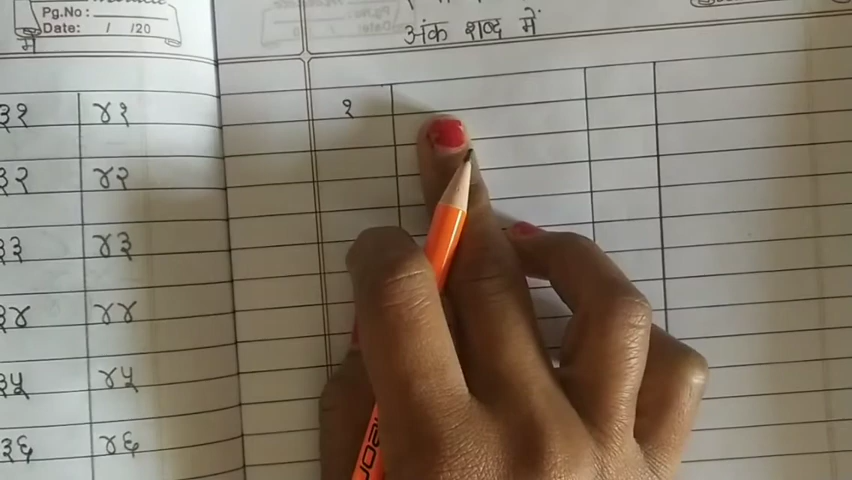 Pg.No:
Date: / /20
में
३१ ४१
३२ ४२
३३ ४३
३४ ४४
३५ ४५
३६ ४६
अंक शब्द में
१